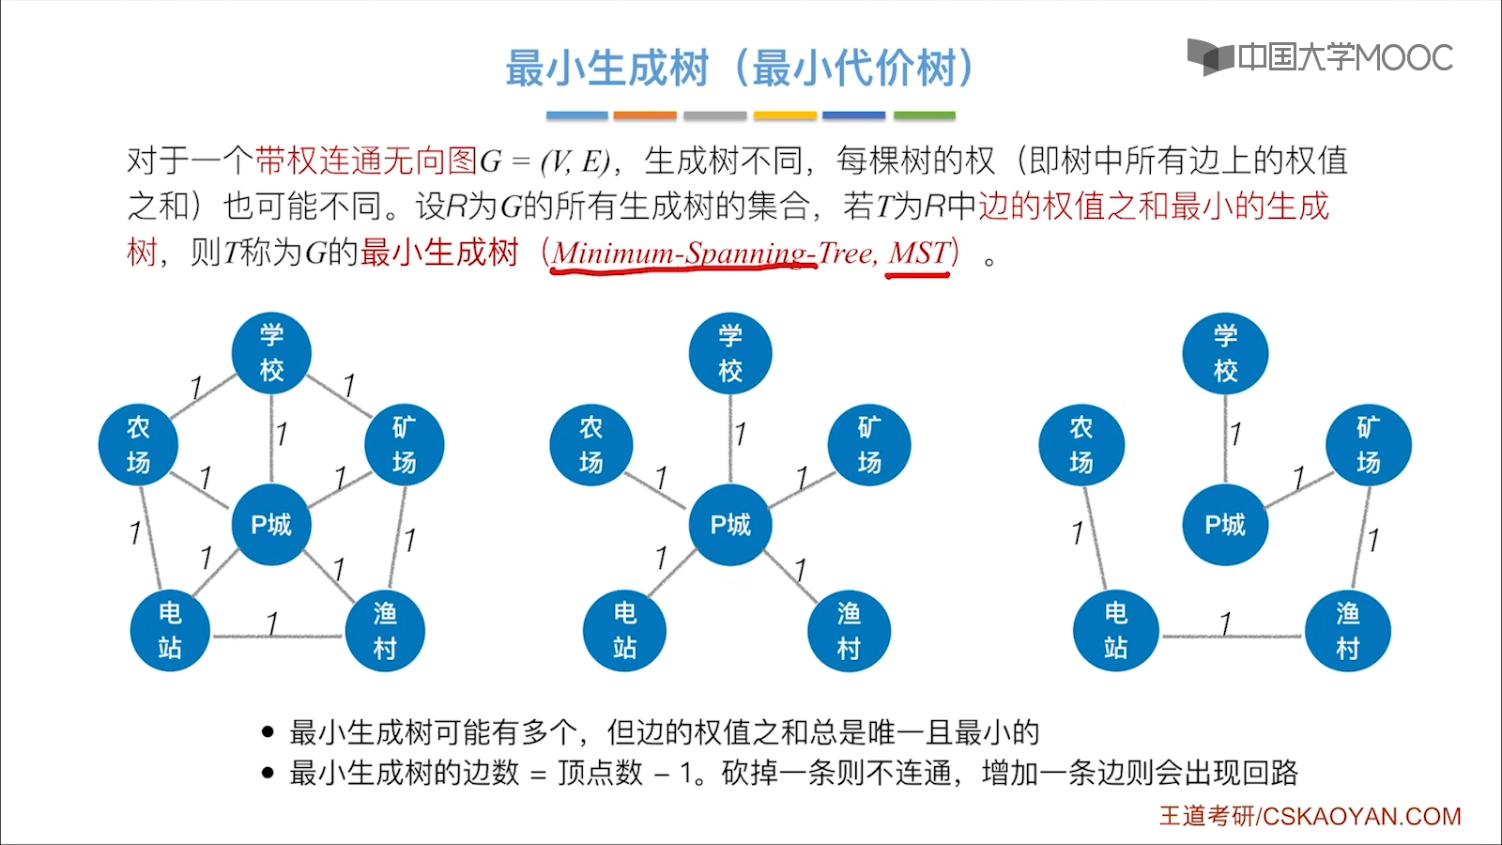 最小生成树（最小代价树）
中国大学MOOC
对于一个带权连通无向图G = (V, E)，生成树不同，每棵树的权（即树中所有边上的权值
之和）也可能不同。设R为G的所有生成树的集合，若T为R中边的权值之和最小的生成
树，则T称为G的最小生成树（Minimum-Spanning-Tree, MST）。
学
校
1
1
农
场
1
矿
场
1
1
P城
1
1
1
1
电
站
1
渔
村
学
校
农
场
1
矿
场
1
1
P城
1
1
电
站
渔
村
学
校
农
场
1
矿
场
1
P城
1
1
电
站
1
渔
村
• 最小生成树可能有多个，但边的权值之和总是唯一且最小的
• 最小生成树的边数 = 顶点数 − 1。砍掉一条则不连通，增加一条边则会出现回路
王道考研/CSKAOYAN.COM